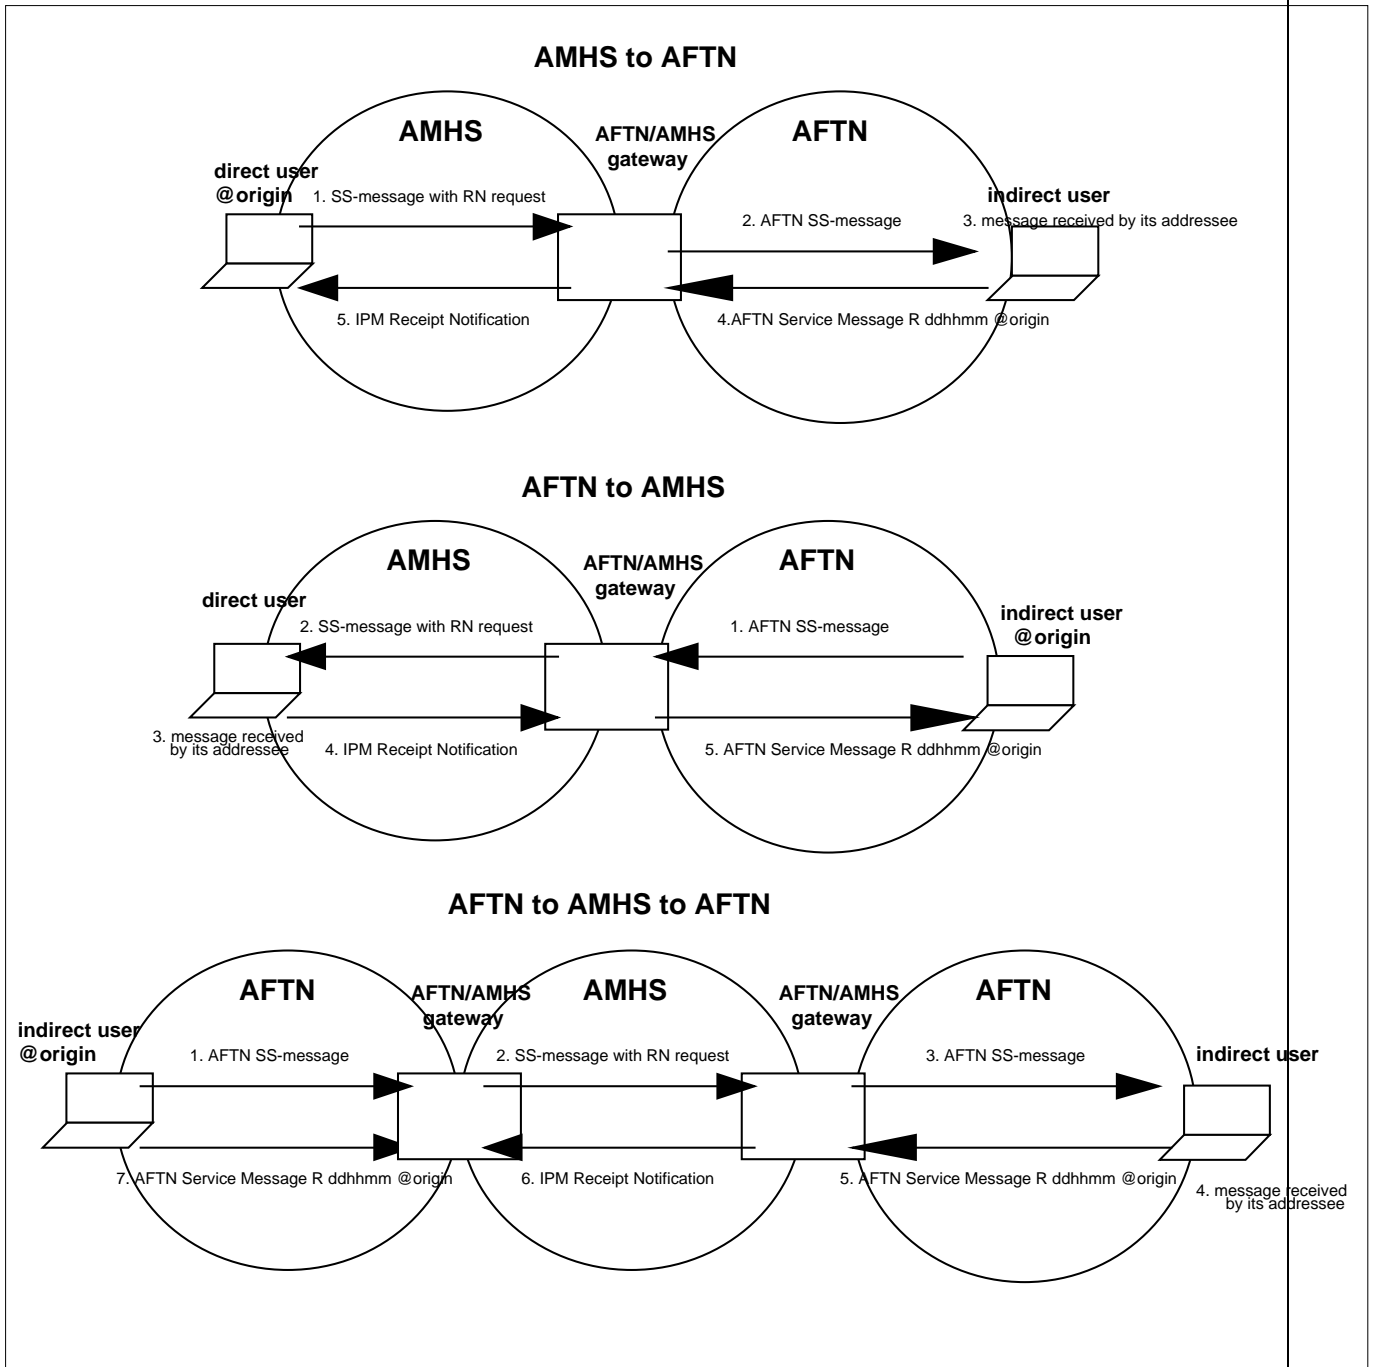 AMHS to AFTN
AMHS
AFTN/AMHS
gateway
AFTN
direct user
@origin
1. SS-message with RN request
indirect user
2. AFTN SS-message
3. message received by its addressee
5. IPM Receipt Notification
4.AFTN Service Message R ddhhmm @origin
AFTN to AMHS
AMHS
AFTN/AMHS
gateway
AFTN
direct user
2. SS-message with RN request
1. AFTN SS-message
indirect user
@origin
3. message received
by its addressee
4. IPM Receipt Notification
5. AFTN Service Message R ddhhmm @origin
AFTN to AMHS to AFTN
AFTN
AFTN/AMHS
gateway
AMHS
AFTN/AMHS
gateway
AFTN
indirect user
@origin
1. AFTN SS-message
2. SS-message with RN request
3. AFTN SS-message
indirect user
7. AFTN Service Message R ddhhmm @origin
6. IPM Receipt Notification
5. AFTN Service Message R ddhhmm @origin
4. message received
by its addressee